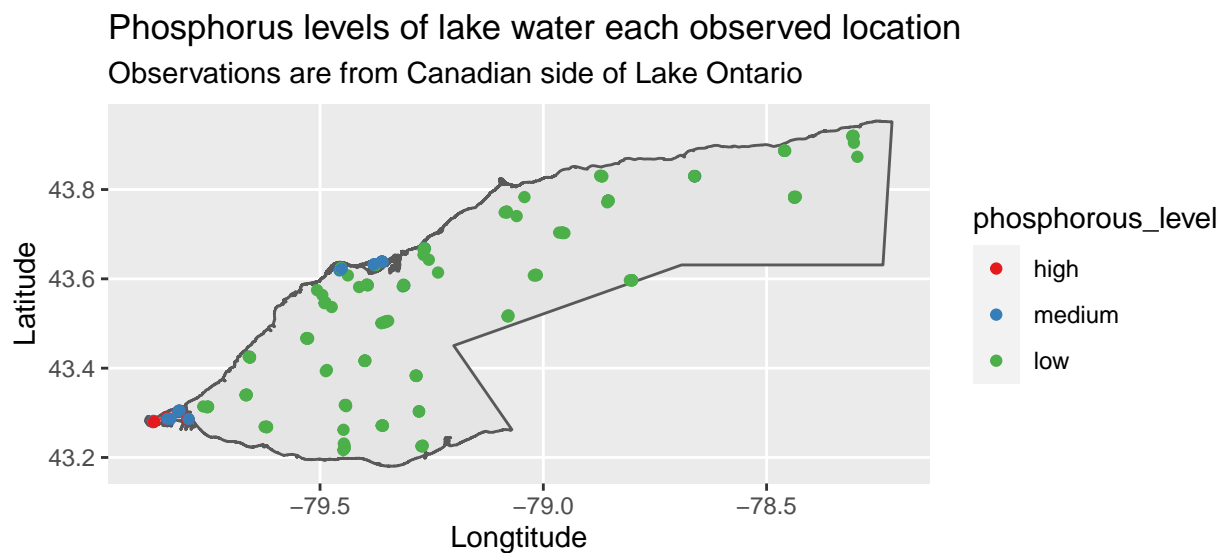 Phosphorus levels of lake water each observed location
Observations are from Canadian side of Lake Ontario
43.8
43.6
43.4
43.2
Latitude
−79.5
−79.0
−78.5
Longtitude
phosphorous_level
high
medium
low